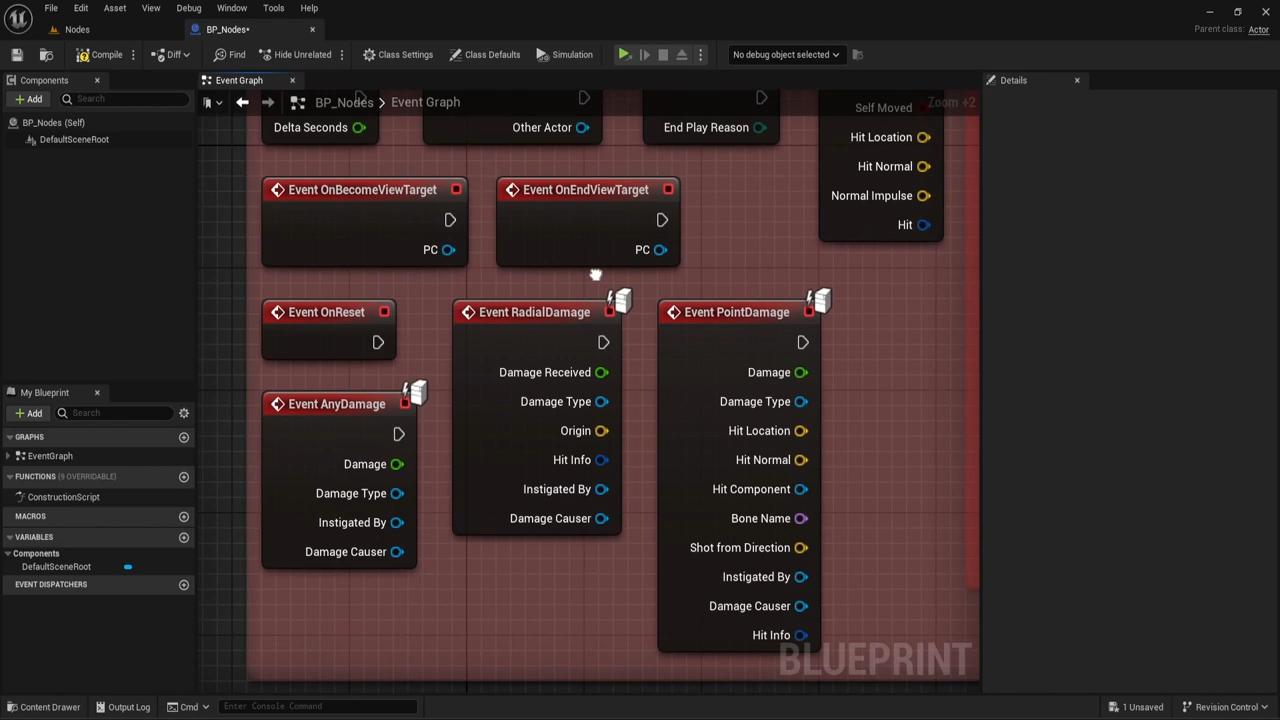 File Edit Asset View Debug Window Tools Help
Nodes
BP_Nodes*
Parent class: Actor
Compile
Diff
Find
Hide Unrelated
Class Settings
Class Defaults
Simulation
No debug object selected
Components
Add
Search
BP_Nodes (Self)
DefaultSceneRoot
My Blueprint
Add
Search
GRAPHS
EventGraph
FUNCTIONS (9 OVERRIDABLE)
ConstructionScript
MACROS
VARIABLES
Components
DefaultSceneRoot
EVENT DISPATCHERS
Event Graph
BP_Nodes > Event Graph
Zoom +2
Delta Seconds
Other Actor
End Play Reason
Self Moved
Hit Location
Hit Normal
Normal Impulse
Hit
Event OnBecomeViewTarget
PC
Event OnEndViewTarget
PC
Event OnReset
Event AnyDamage
Damage
Damage Type
Instigated By
Damage Causer
Event RadialDamage
Damage Received
Damage Type
Origin
Hit Info
Instigated By
Damage Causer
Event PointDamage
Damage
Damage Type
Hit Location
Hit Normal
Hit Component
Bone Name
Shot from Direction
Instigated By
Damage Causer
Hit Info
BLUEPRINT
Details
Content Drawer
Output Log
Cmd
Enter Console Command
1 Unsaved
Revision Control